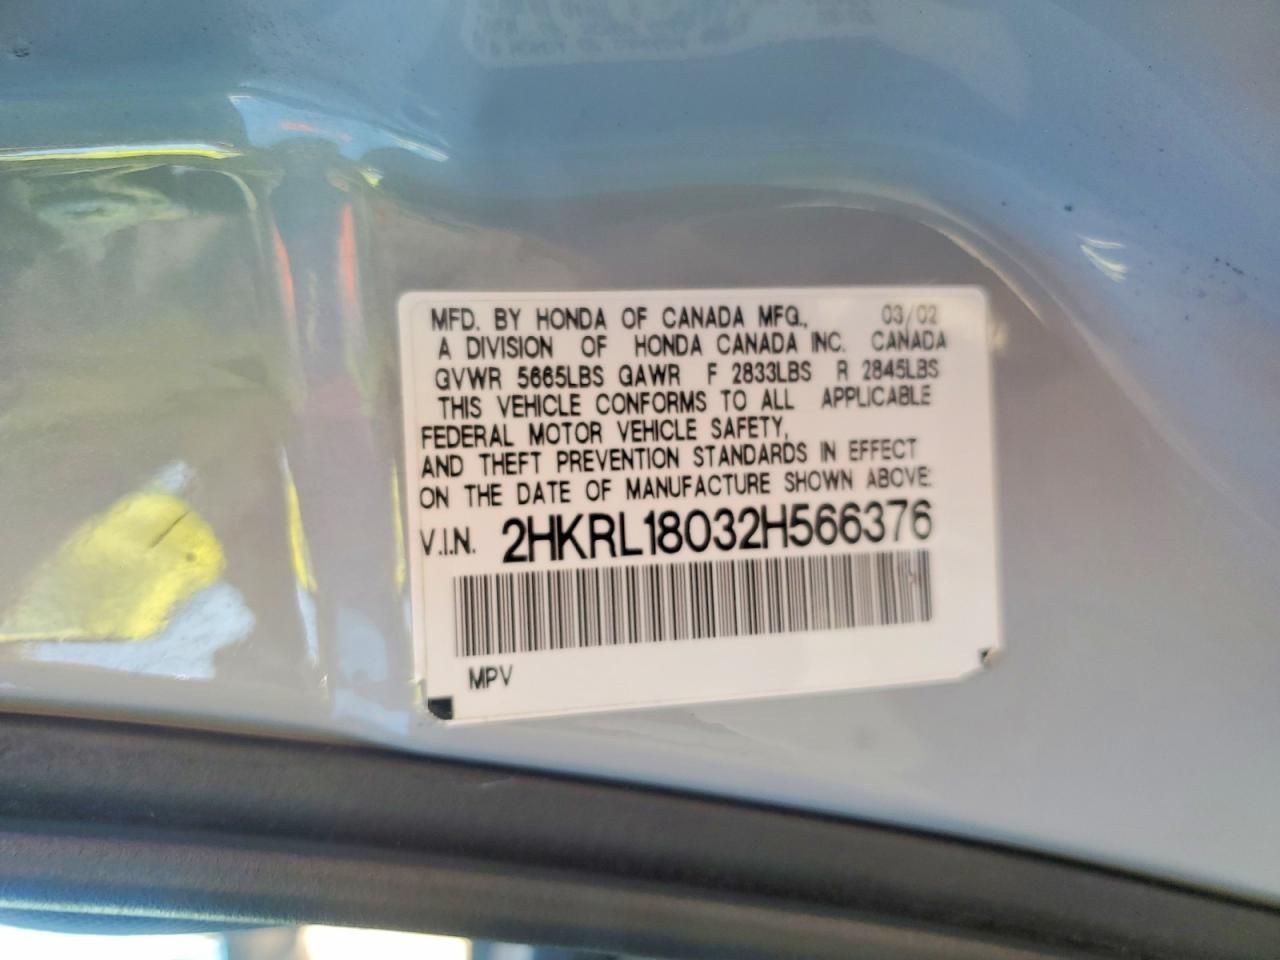 MFD. BY HONDA OF CANADA MFG., 03/02
A DIVISION OF HONDA CANADA INC. CANADA
GVWR 5665LBS GAWR F 2833LBS R 2845LBS
THIS VEHICLE CONFORMS TO ALL APPLICABLE
FEDERAL MOTOR VEHICLE SAFETY,
AND THEFT PREVENTION STANDARDS IN EFFECT
ON THE DATE OF MANUFACTURE SHOWN ABOVE:
V.I.N. 2HKRL18032H566376
MPV